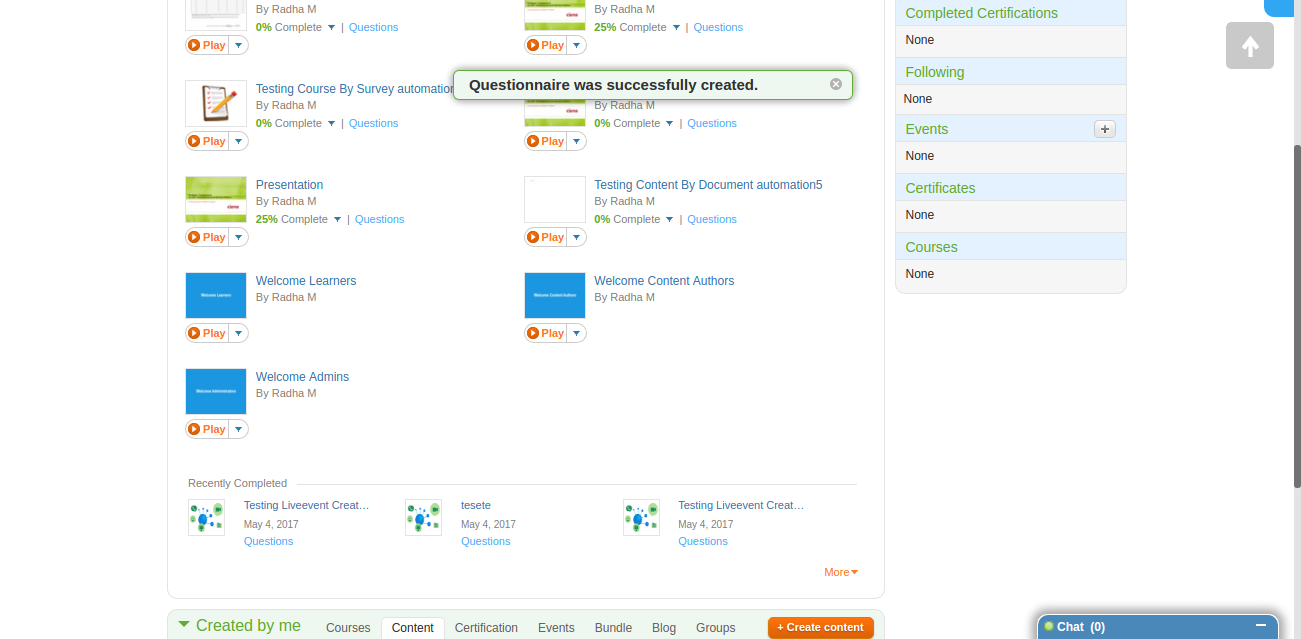 By Radha M
0% Complete | Questions
Play
By Radha M
25% Complete | Questions
Play
Questionnaire was successfully created.
Testing Course By Survey automation
By Radha M
0% Complete | Questions
Play
By Radha M
0% Complete | Questions
Play
Presentation
By Radha M
25% Complete | Questions
Play
Testing Content By Document automation5
By Radha M
0% Complete | Questions
Play
Welcome Learners
Welcome Learners
By Radha M
Play
Welcome Content Authors
Welcome Content Authors
By Radha M
Play
Welcome Administrators
Welcome Admins
By Radha M
Play
Recently Completed
Testing Liveevent Creat…
May 4, 2017
Questions
tesete
May 4, 2017
Questions
Testing Liveevent Creat…
May 4, 2017
Questions
More
Created by me
Courses
Content
Certification
Events
Bundle
Blog
Groups
+ Create content
Completed Certifications
None
Following
None
Events
+
None
Certificates
None
Courses
None
Chat (0)